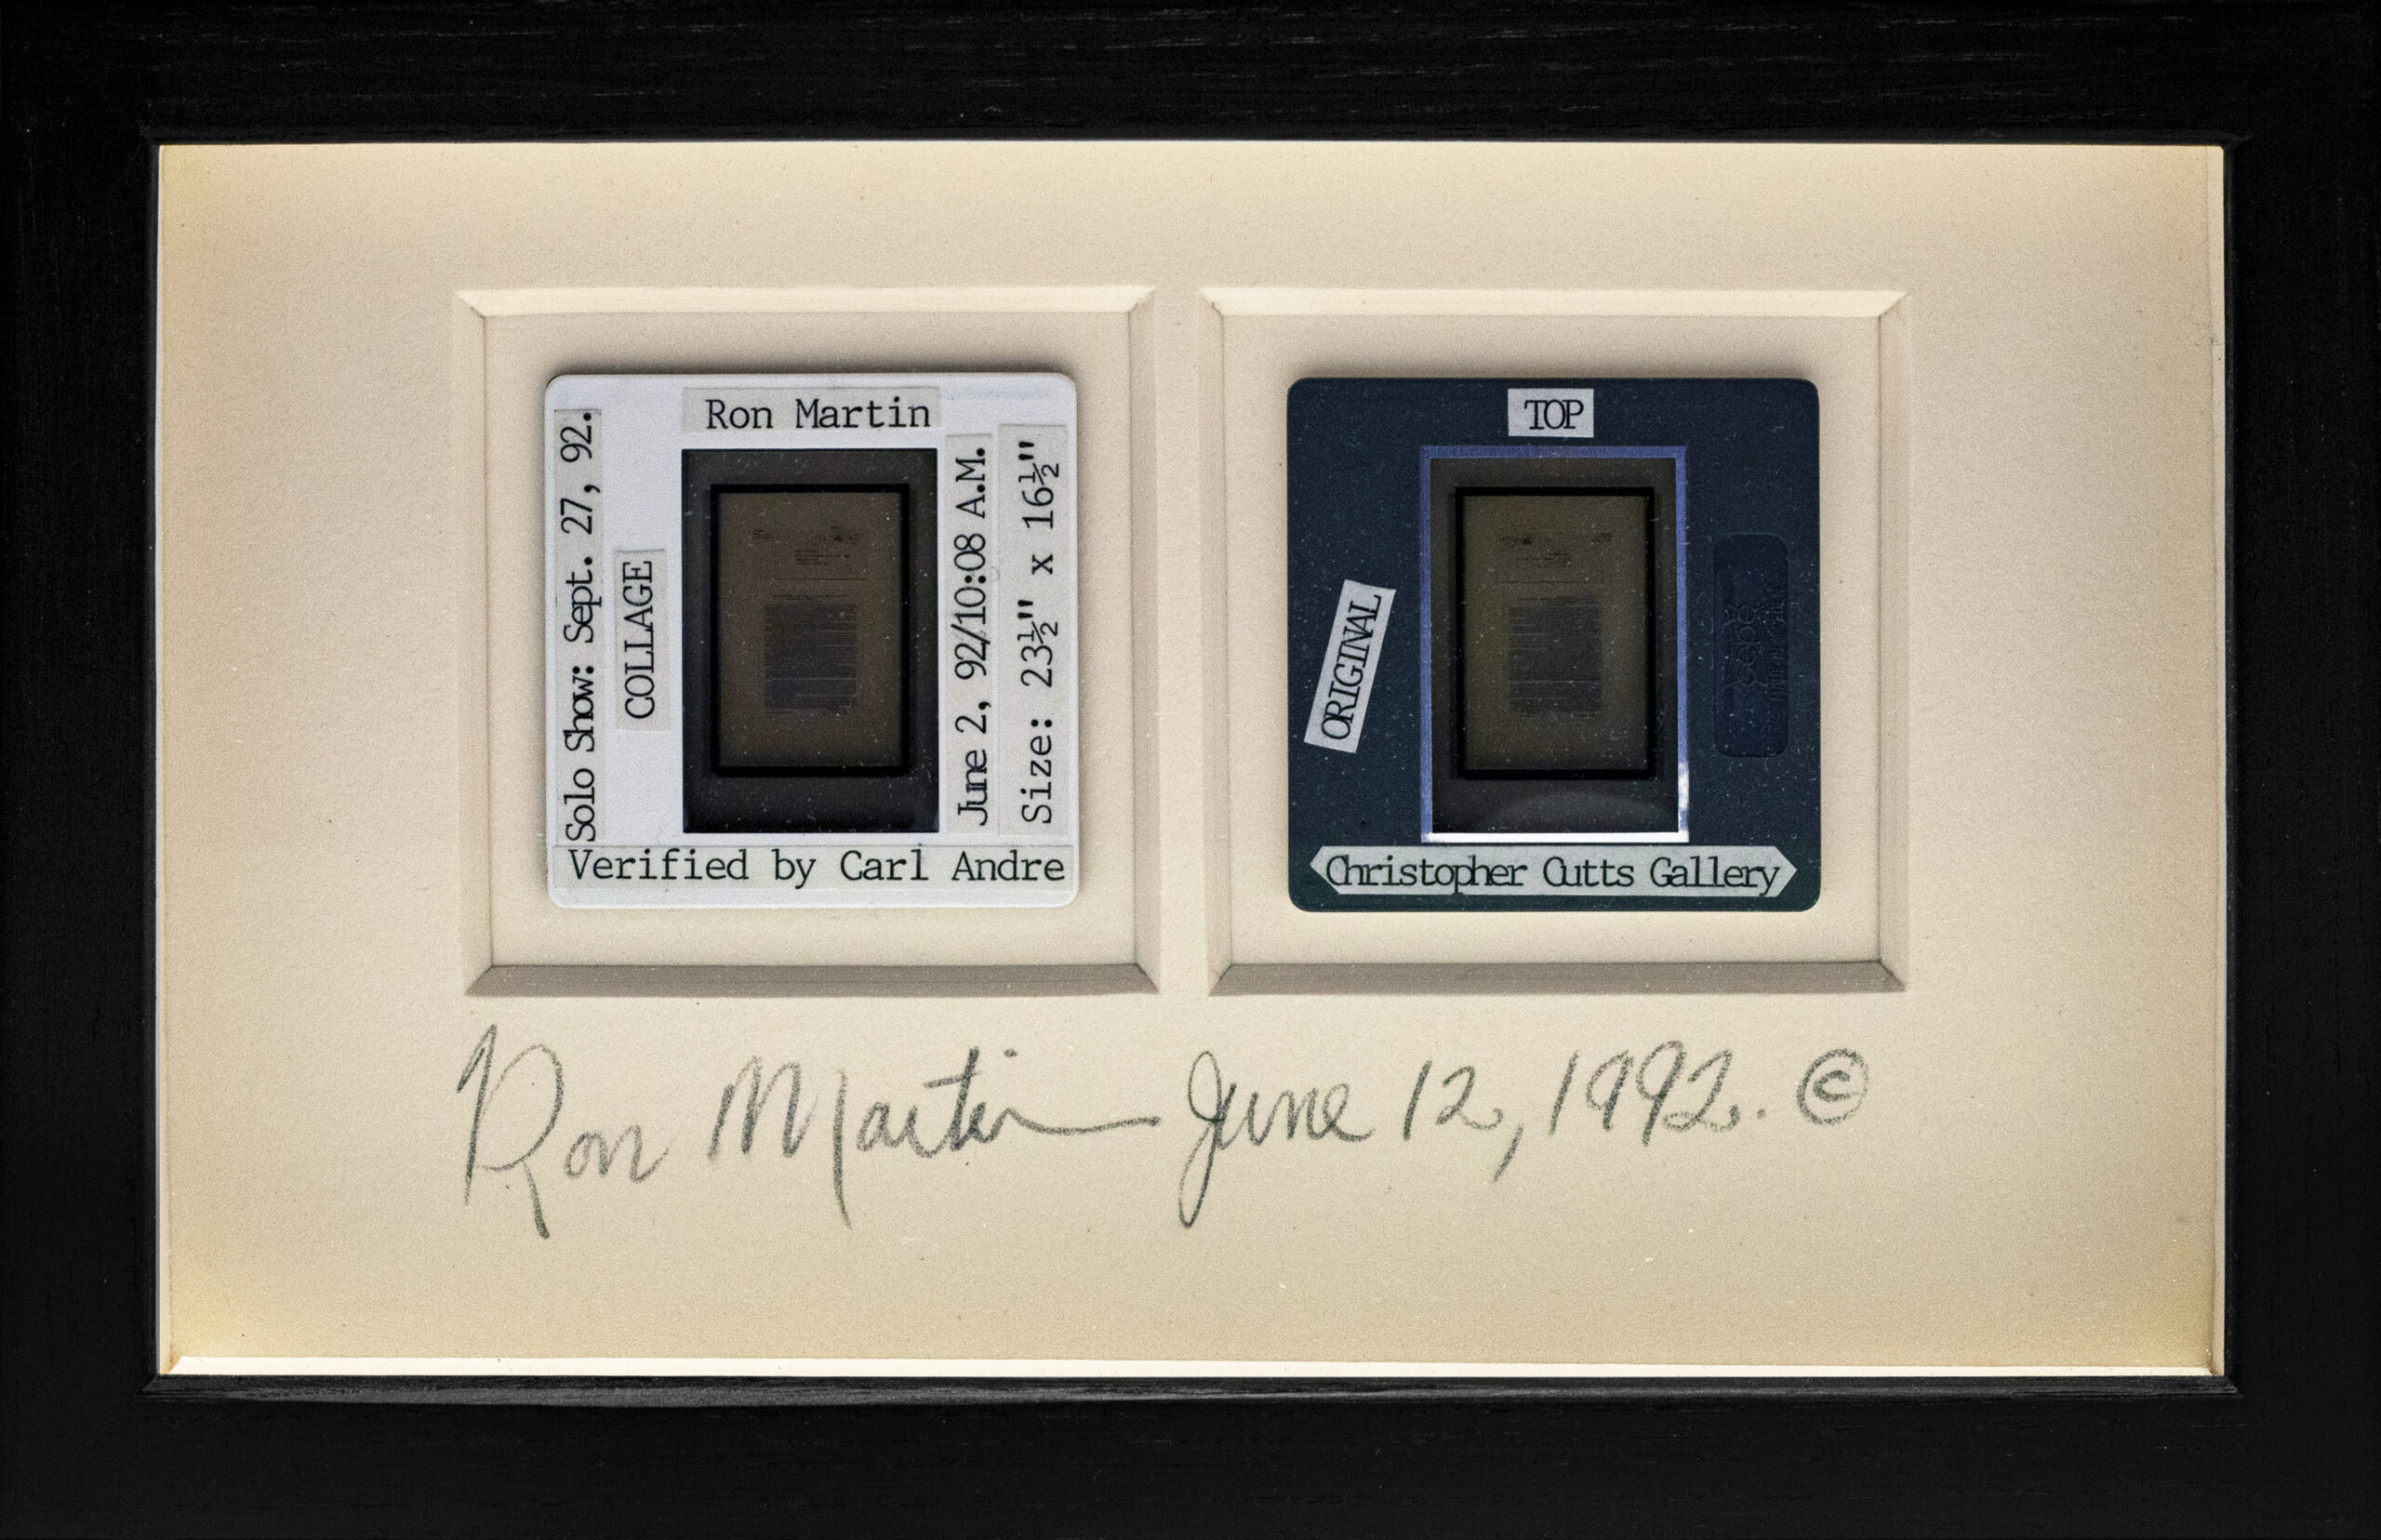 Ron Martin
Solo Show: Sept. 27, 92.
COLLAGE
June 2, 92/10:08 A.M.
Size: 23½" x 16½"
Verified by Carl Andre
TOP
ORIGINAL
gepe
Christopher Cutts Gallery
Ron Martin June 12, 1992. ©